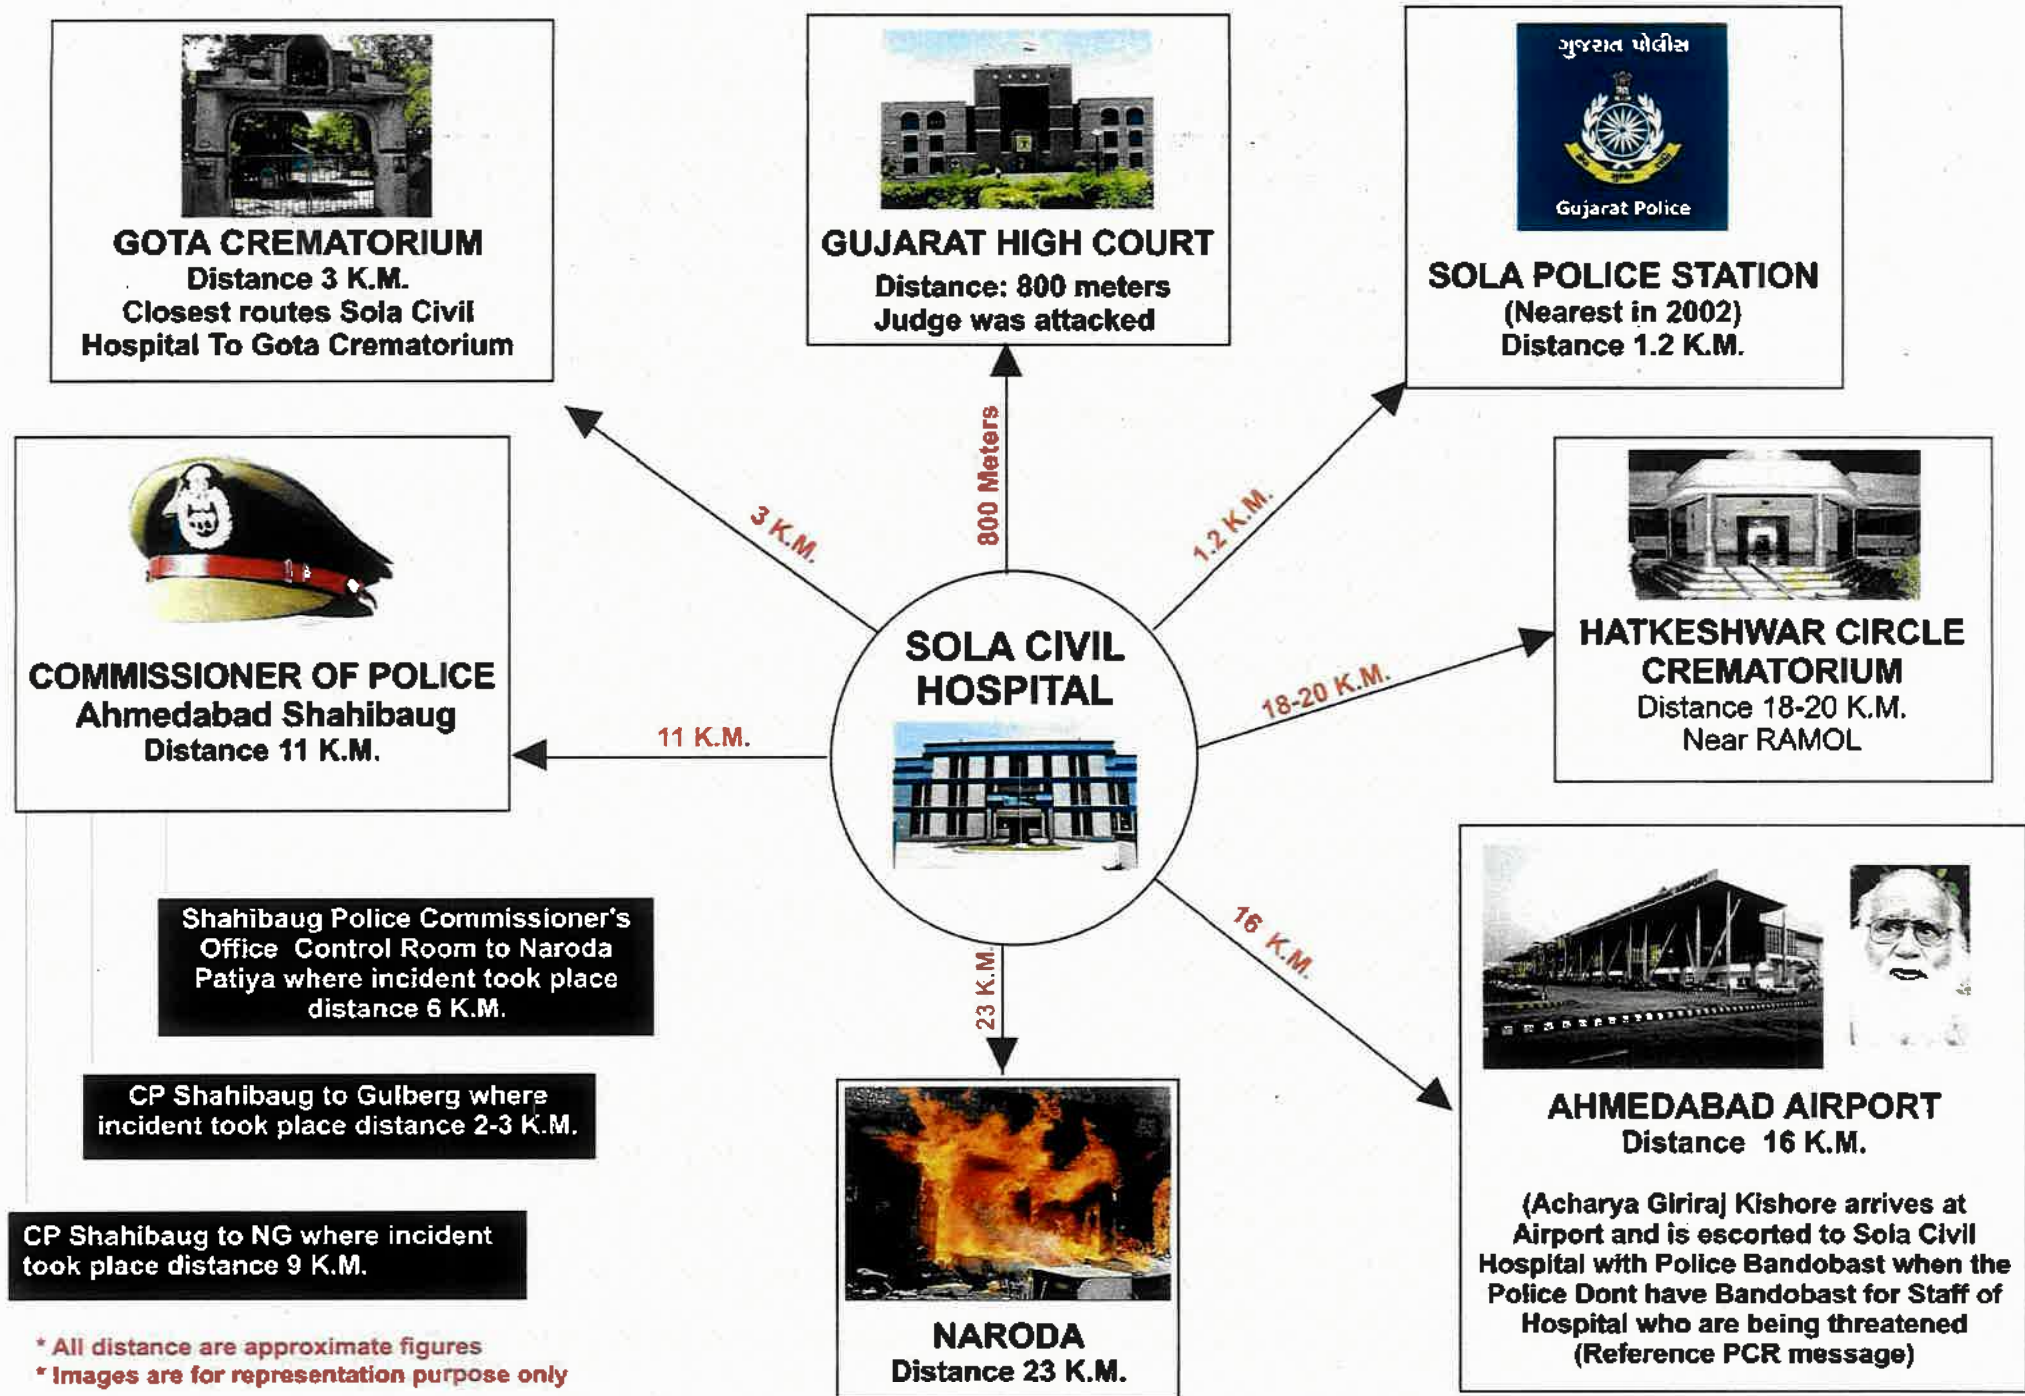 GOTA CREMATORIUM
Distance 3 K.M.
Closest routes Sola Civil
Hospital To Gota Crematorium
GUJARAT HIGH COURT
Distance: 800 meters
Judge was attacked
ગુજરાત પોલીસ
Gujarat Police
SOLA POLICE STATION
(Nearest in 2002)
Distance 1.2 K.M.
COMMISSIONER OF POLICE
Ahmedabad Shahibaug
Distance 11 K.M.
3 K.M.
800 Meters
1.2 K.M.
HATKESHWAR CIRCLE
CREMATORIUM
Distance 18-20 K.M.
Near RAMOL
SOLA CIVIL
HOSPITAL
11 K.M.
18-20 K.M.
16 K.M.
23 K.M.
Shahibaug Police Commissioner's
Office Control Room to Naroda
Patiya where incident took place
distance 6 K.M.
CP Shahibaug to Gulberg where
incident took place distance 2-3 K.M.
CP Shahibaug to NG where incident
took place distance 9 K.M.
NARODA
Distance 23 K.M.
AIRPORT
AHMEDABAD AIRPORT
Distance 16 K.M.
(Acharya Giriraj Kishore arrives at
Airport and is escorted to Sola Civil
Hospital with Police Bandobast when the
Police Dont have Bandobast for Staff of
Hospital who are being threatened
(Reference PCR message)
* All distance are approximate figures
* Images are for representation purpose only